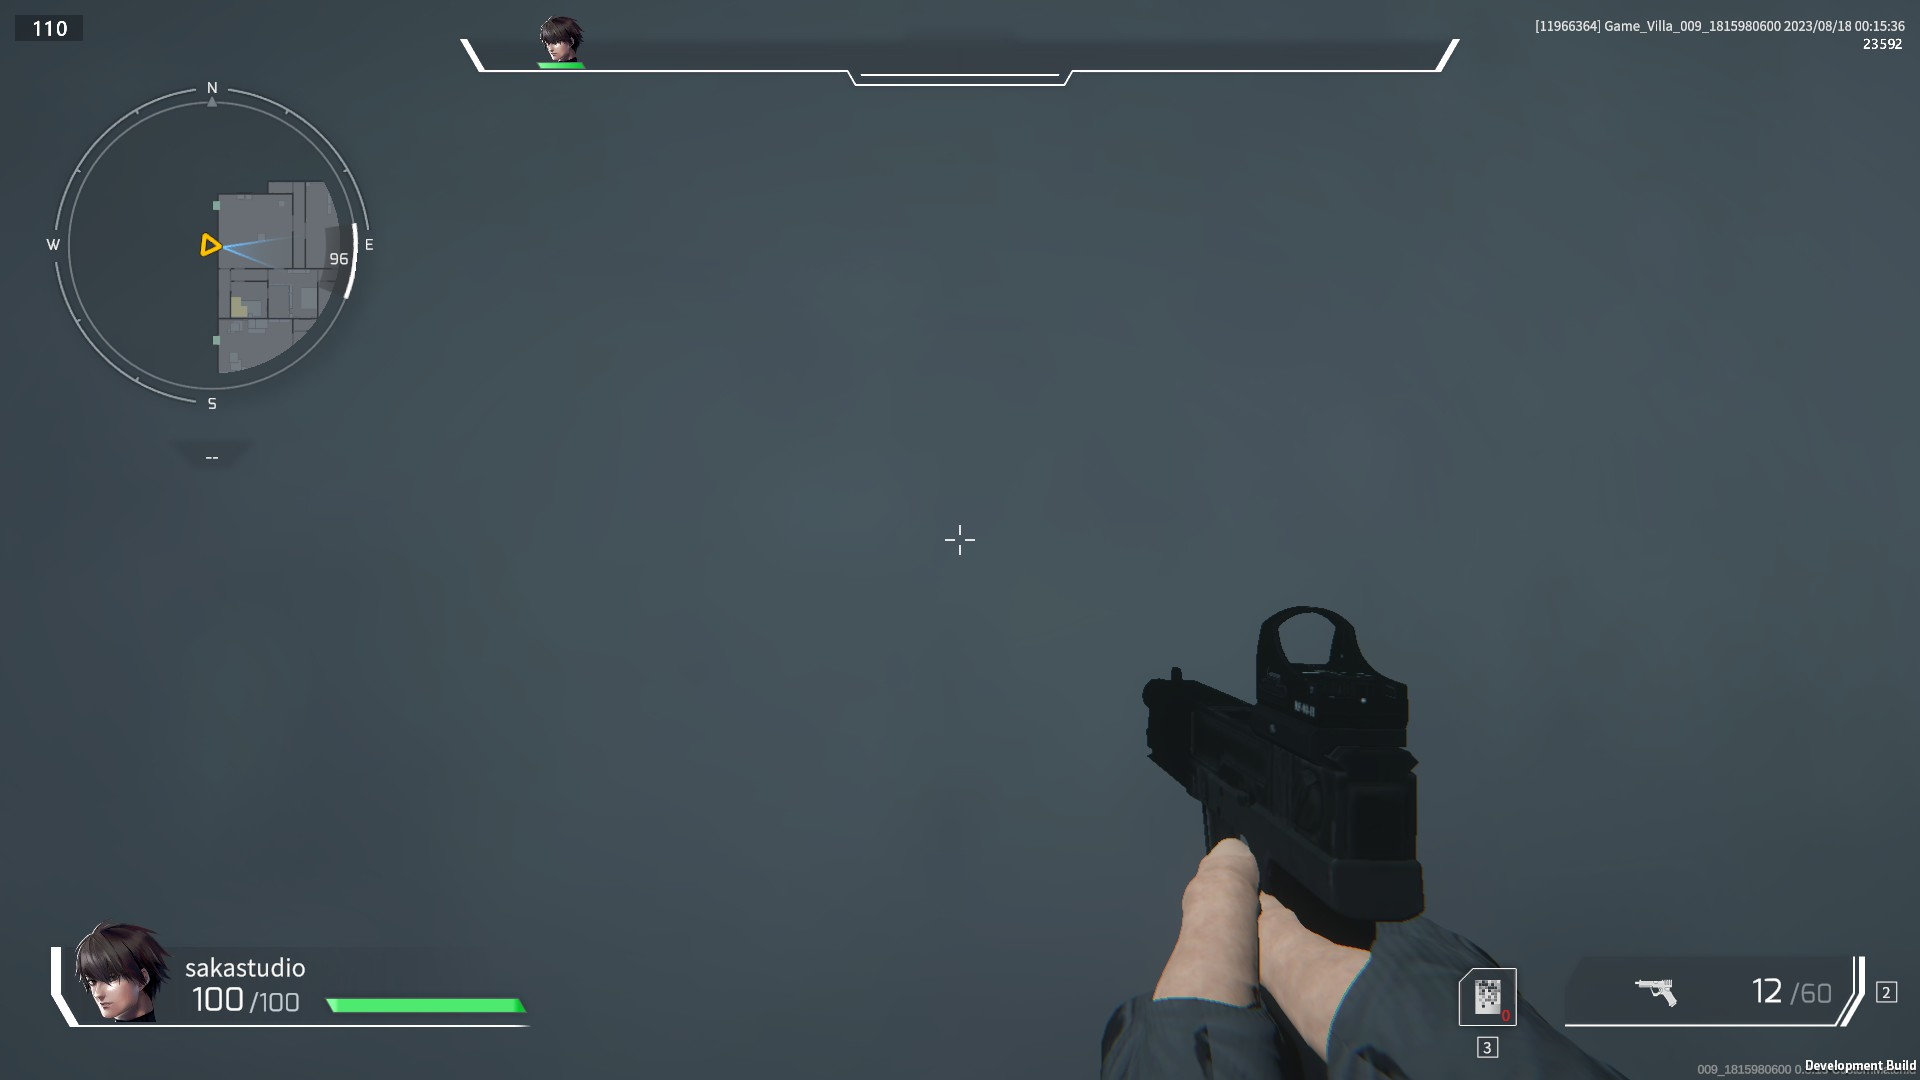 110
[11966364] Game_Villa_009_1815980600 2023/08/18 00:15:36
23592
N
W
E
96
S
--
sakastudio
100/100
0
3
12/60
2
Development Build
009_1815980600